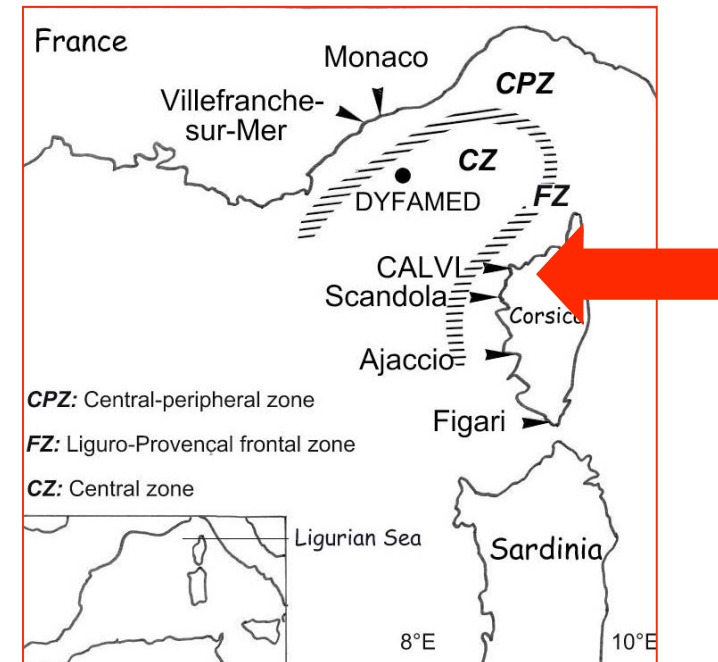 France
Monaco
CPZ
Villefranche-
sur-Mer
CZ
DYFAMED
FZ
CALVI
Scandola
Corsica
Ajaccio
CPZ: Central-peripheral zone
Figari
FZ: Liguro-Provençal frontal zone
CZ: Central zone
Ligurian Sea
Sardinia
8°E
10°E